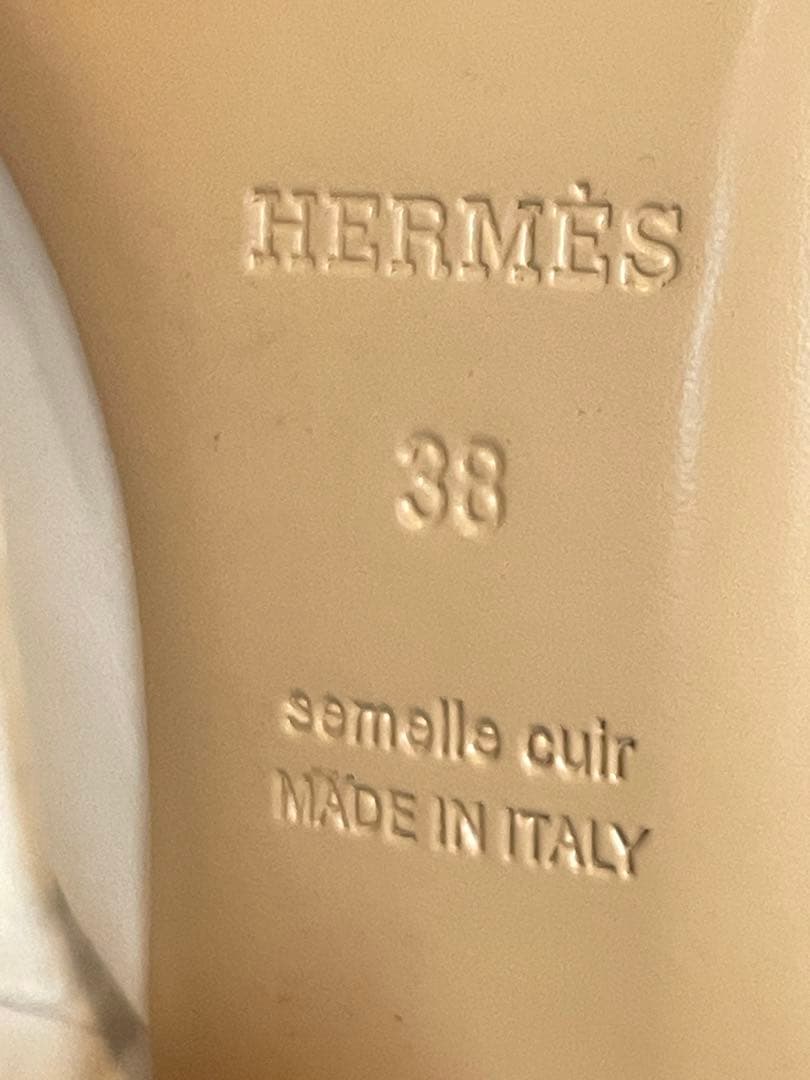 HERMÈS
38
semelle cuir
MADE IN ITALY